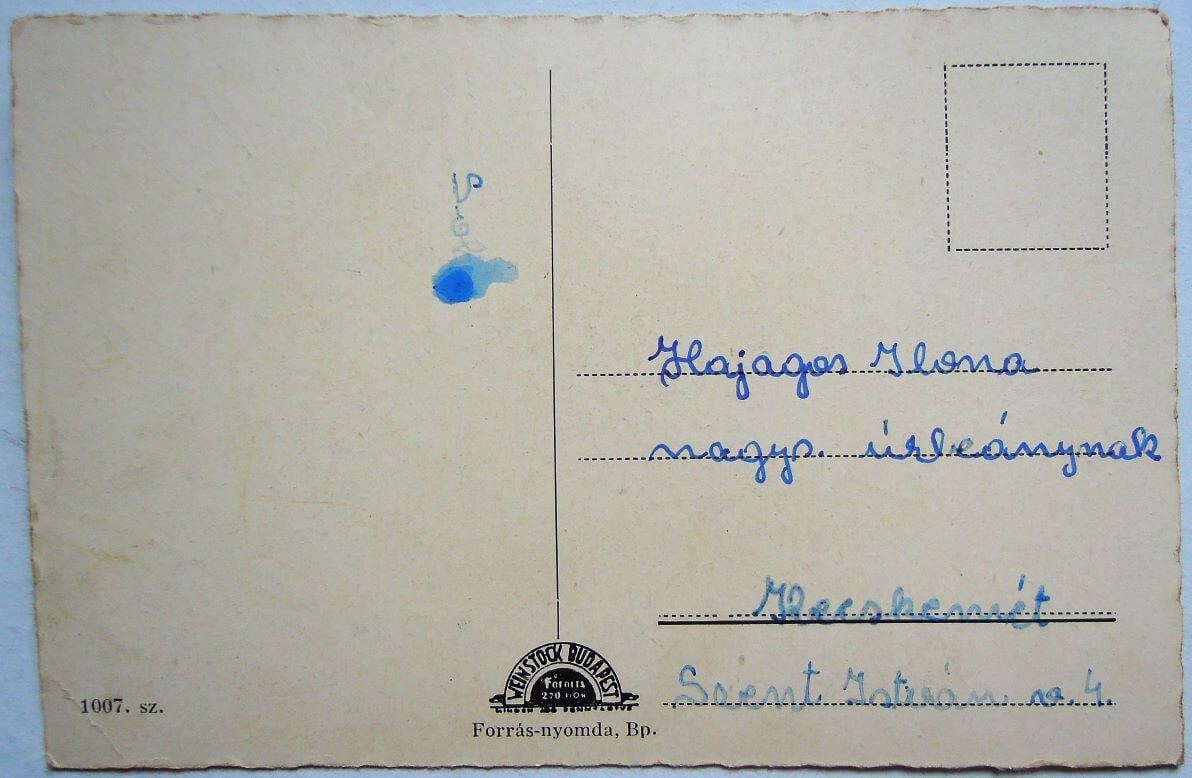 Hajagos Ilona
nagys. úrleánynak
Kecskemét
Szent István u. 4.
1007. sz.
WEINSTOCK BUDAPEST
Forrás-nyomda, Bp.